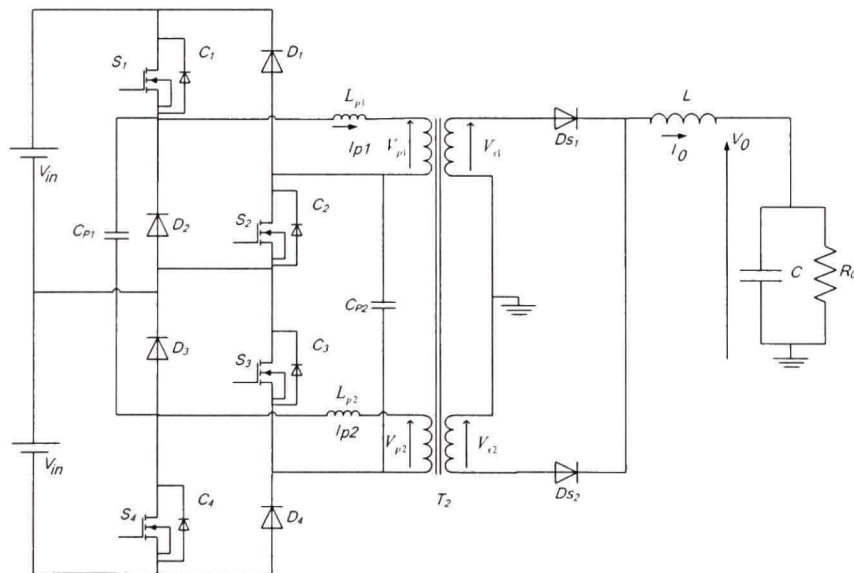 S1
C1
D1
Lp1
L
Ip1
Vp1
Vs1
Ds1
I0
V0
Vin
CP1
D2
S2
C2
CP2
C
R0
D3
S3
C3
Lp2
Ip2
Vp2
Vs2
Vin
T2
Ds2
S4
C4
D4